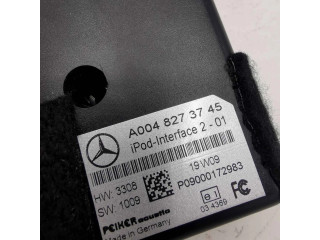 A004 827 37 45
iPod-Interface 2 - 01
HW: 3308
19W09
SW: 1009
P09000172983
PEIKER acustic
Made in Germany
e1
03 4369
FC